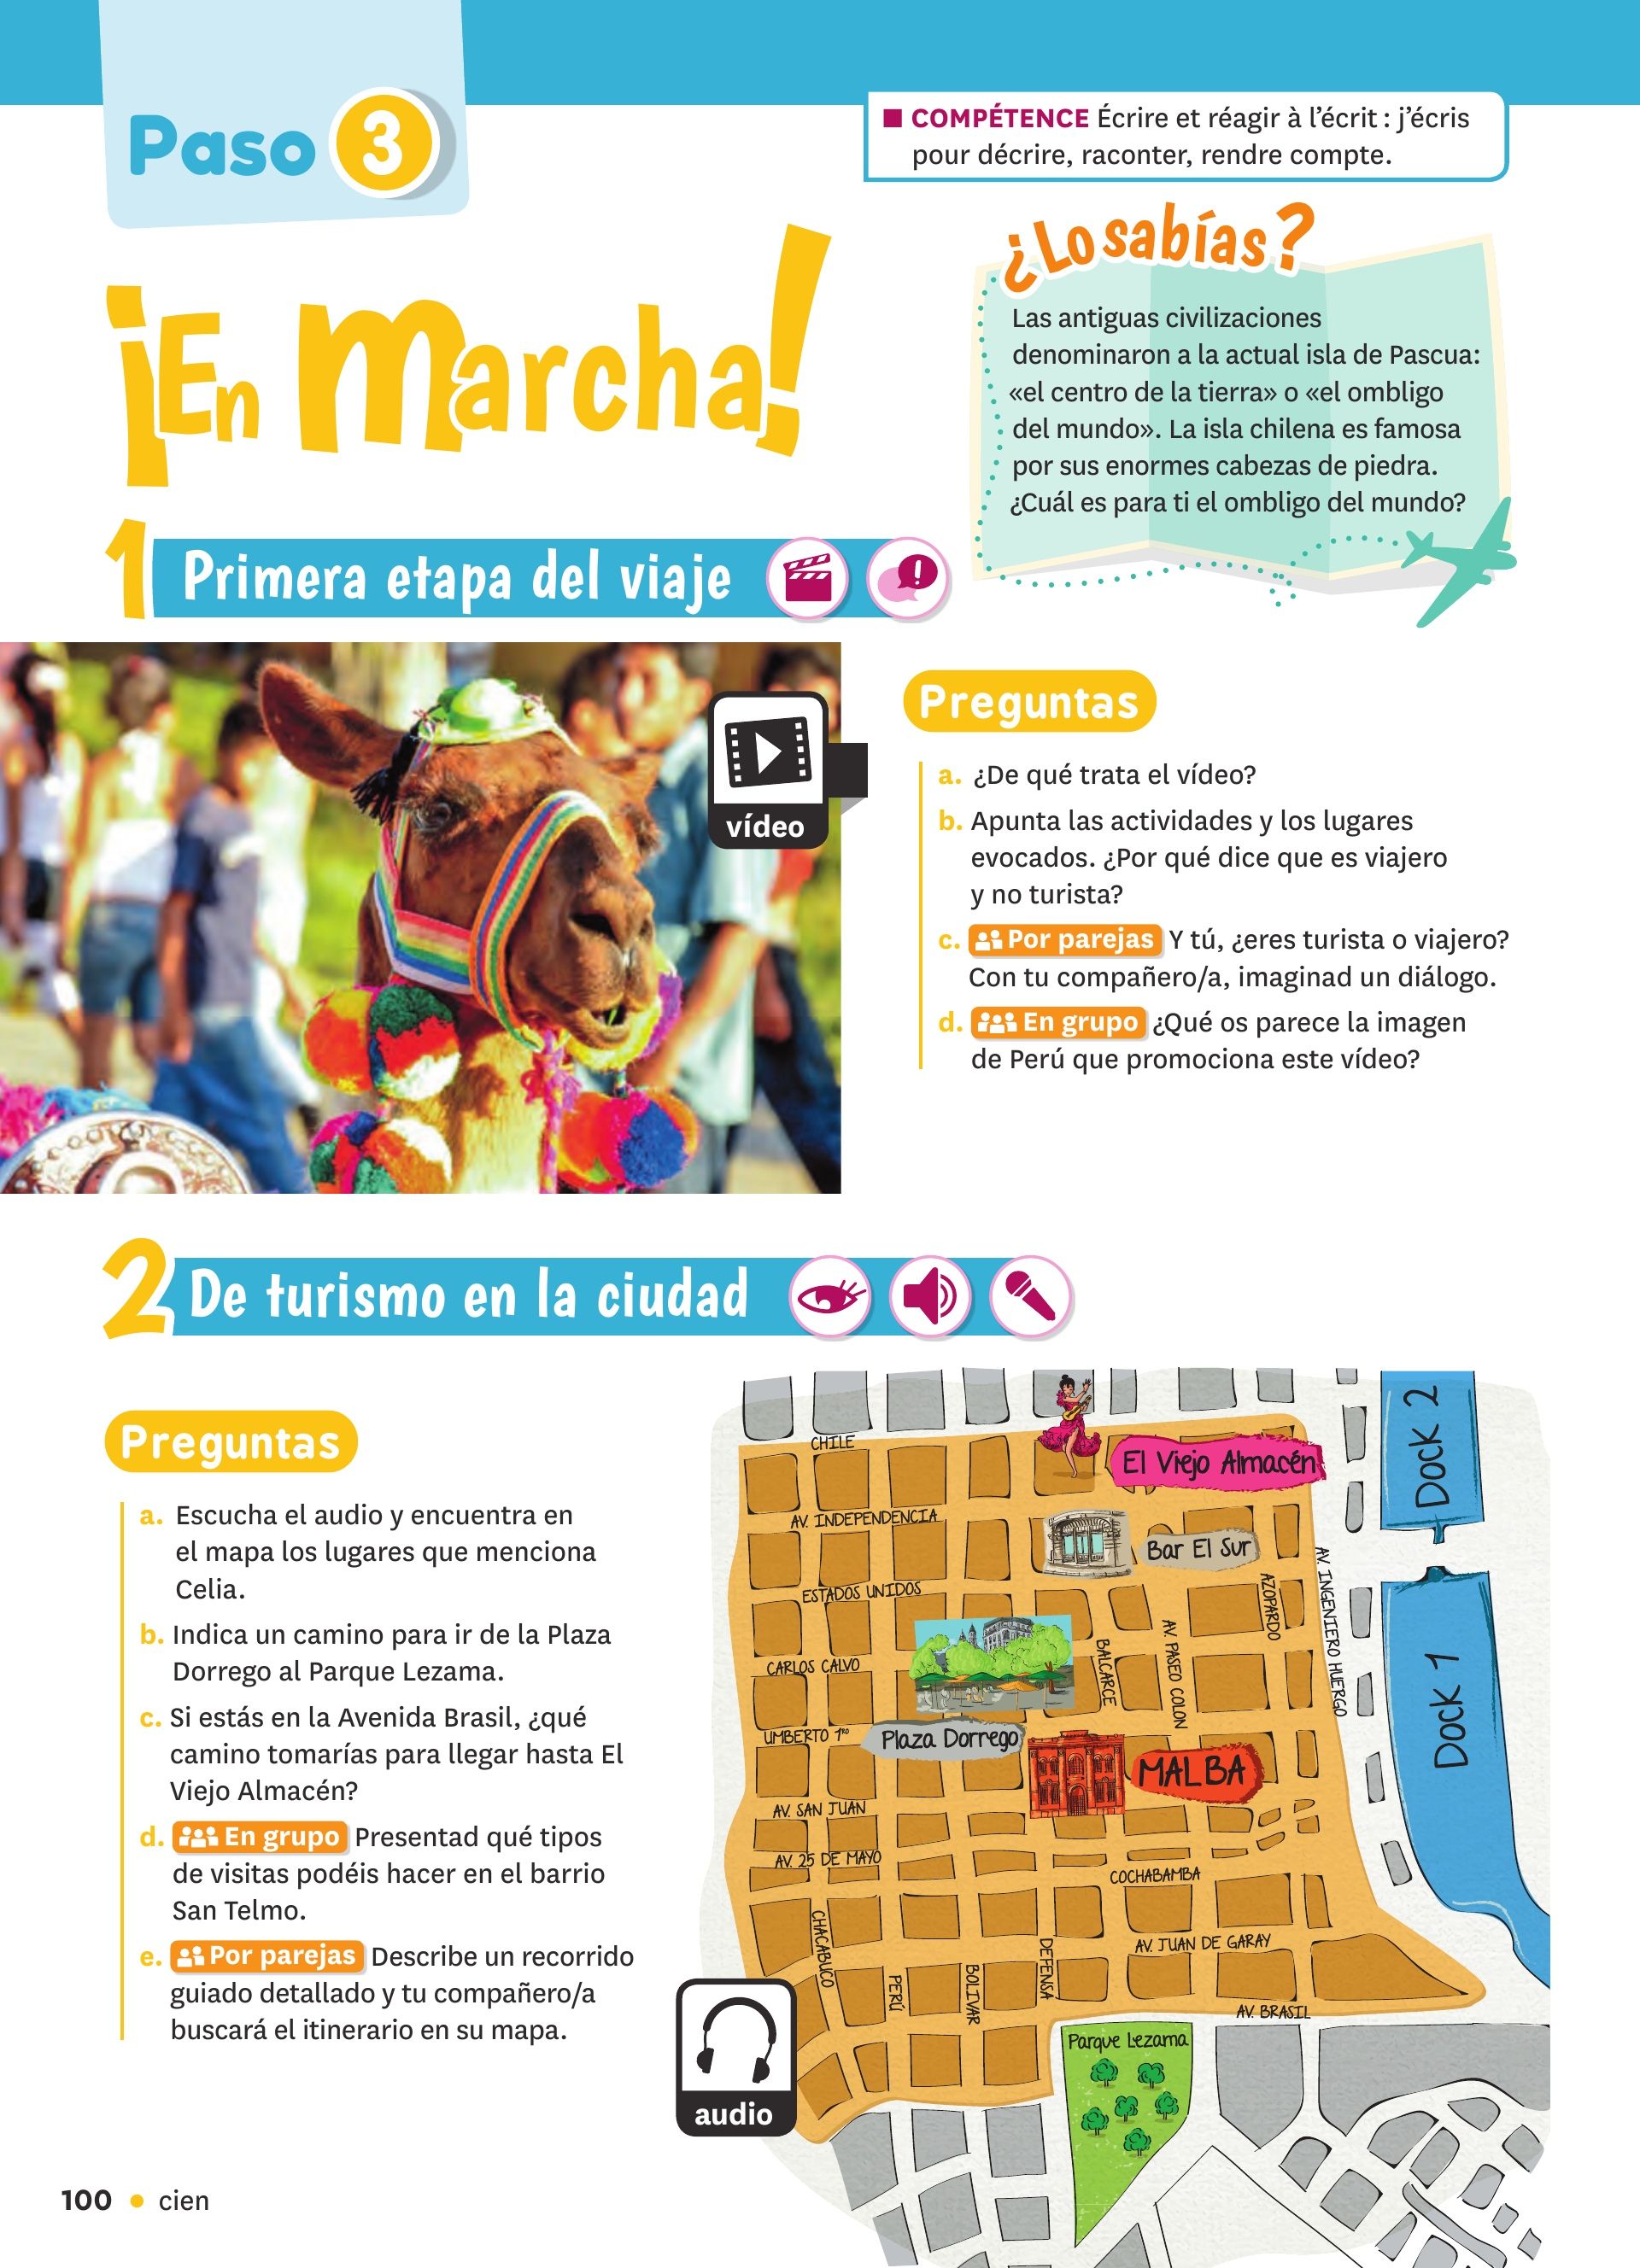 Paso 3
■ COMPÉTENCE Écrire et réagir à l'écrit : j'écris
pour décrire, raconter, rendre compte.
¡En marcha!
¿Lo sabías?
Las antiguas civilizaciones
denominaron a la actual isla de Pascua:
«el centro de la tierra» o «el ombligo
del mundo». La isla chilena es famosa
por sus enormes cabezas de piedra.
¿Cuál es para ti el ombligo del mundo?
1 Primera etapa del viaje
vídeo
Preguntas
a. ¿De qué trata el vídeo?
b. Apunta las actividades y los lugares
evocados. ¿Por qué dice que es viajero
y no turista?
c. Por parejas Y tú, ¿eres turista o viajero?
Con tu compañero/a, imaginad un diálogo.
d. En grupo ¿Qué os parece la imagen
de Perú que promociona este vídeo?
2 De turismo en la ciudad
Preguntas
a. Escucha el audio y encuentra en
el mapa los lugares que menciona
Celia.
b. Indica un camino para ir de la Plaza
Dorrego al Parque Lezama.
c. Si estás en la Avenida Brasil, ¿qué
camino tomarías para llegar hasta El
Viejo Almacén?
d. En grupo Presentad qué tipos
de visitas podéis hacer en el barrio
San Telmo.
e. Por parejas Describe un recorrido
guiado detallado y tu compañero/a
buscará el itinerario en su mapa.
audio
CHILE
El Viejo Almacén
Dock 2
AV. INDEPENDENCIA
Bar El Sur
ESTADOS UNIDOS
AZOPARDO
AV. INGENIERO HUERGO
CARLOS CALVO
BALCARCE
AV. PASEO COLON
Dock 1
UMBERTO 1RO
Plaza Dorrego
MALBA
AV. SAN JUAN
AV. 25 DE MAYO
COCHABAMBA
CHACABUCO
PERÚ
BOLIVAR
DEFENSA
AV. JUAN DE GARAY
AV. BRASIL
Parque Lezama
100 • cien